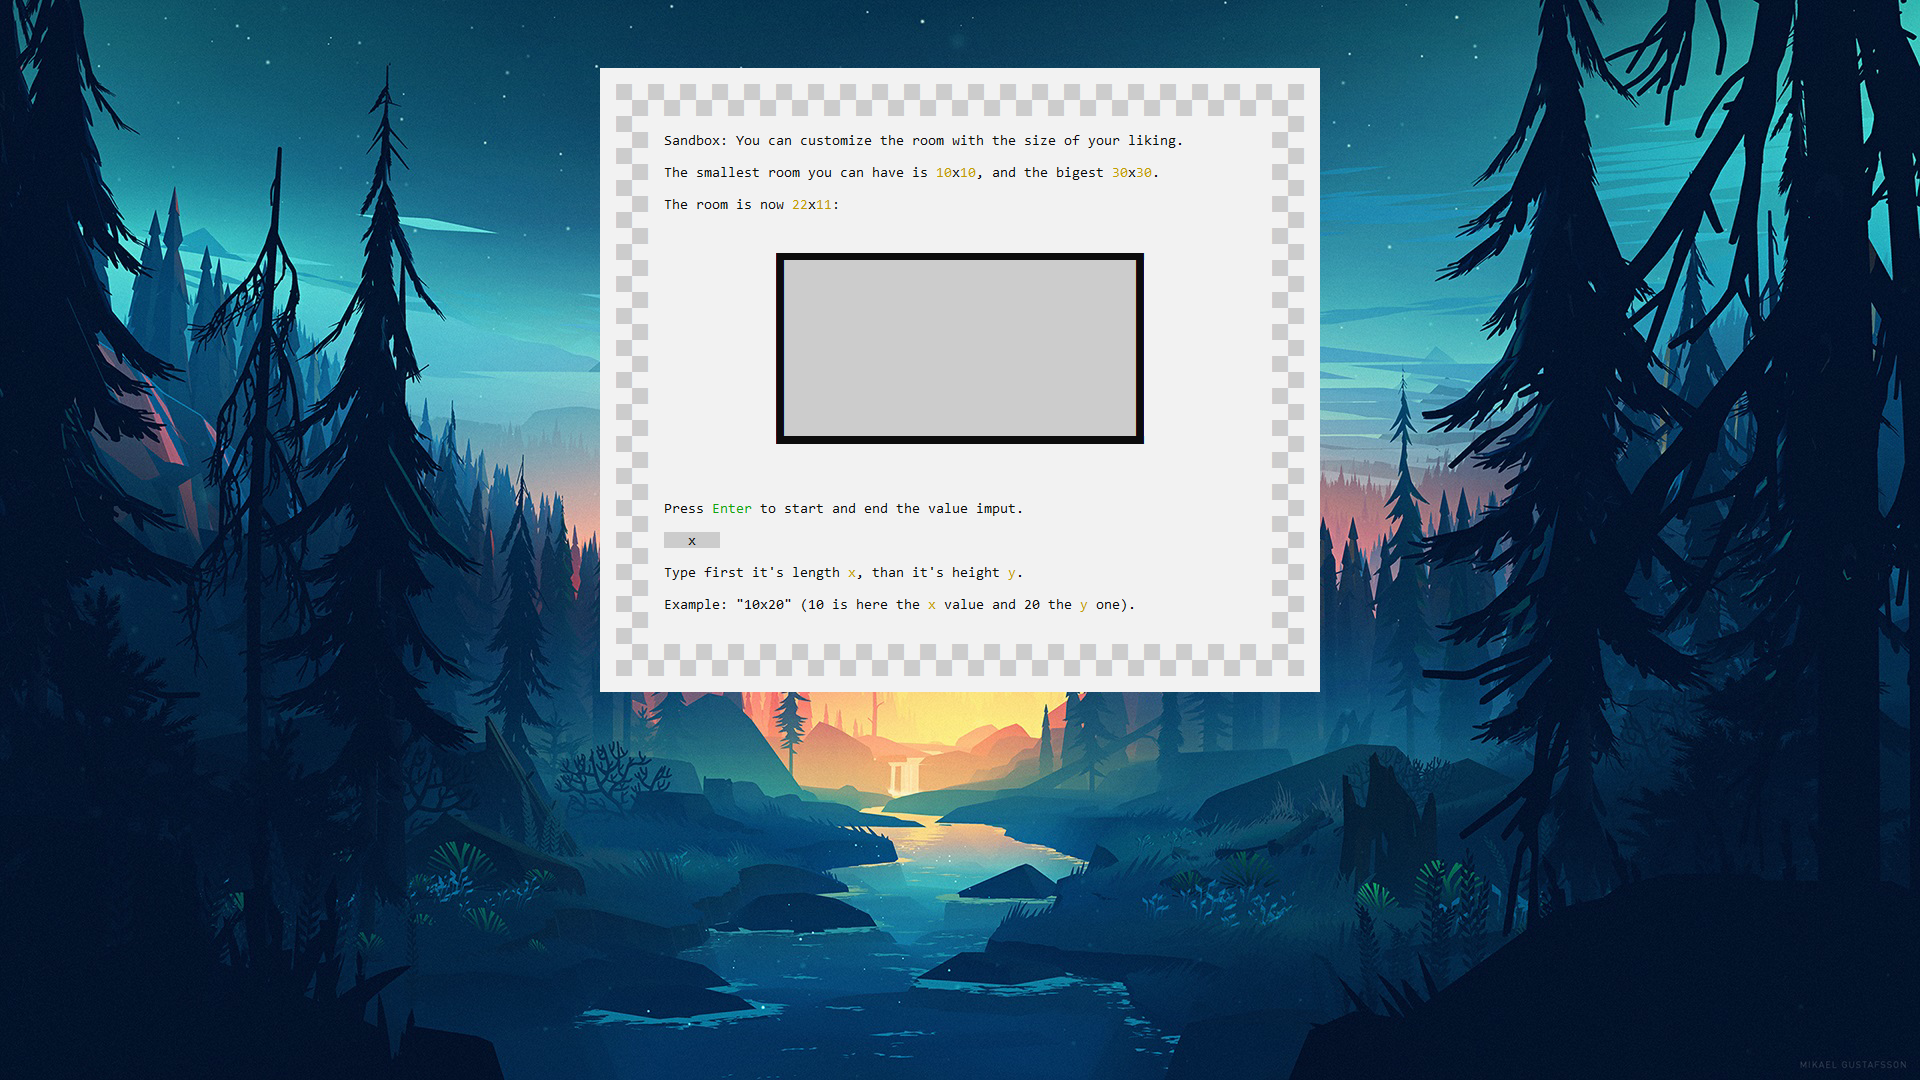 Sandbox: You can customize the room with the size of your liking.
The smallest room you can have is 10x10, and the bigest 30x30.
The room is now 22x11:
Press Enter to start and end the value imput.
x
Type first it's length x, than it's height y.
Example: "10x20" (10 is here the x value and 20 the y one).
MIKAEL GUSTAFSSON